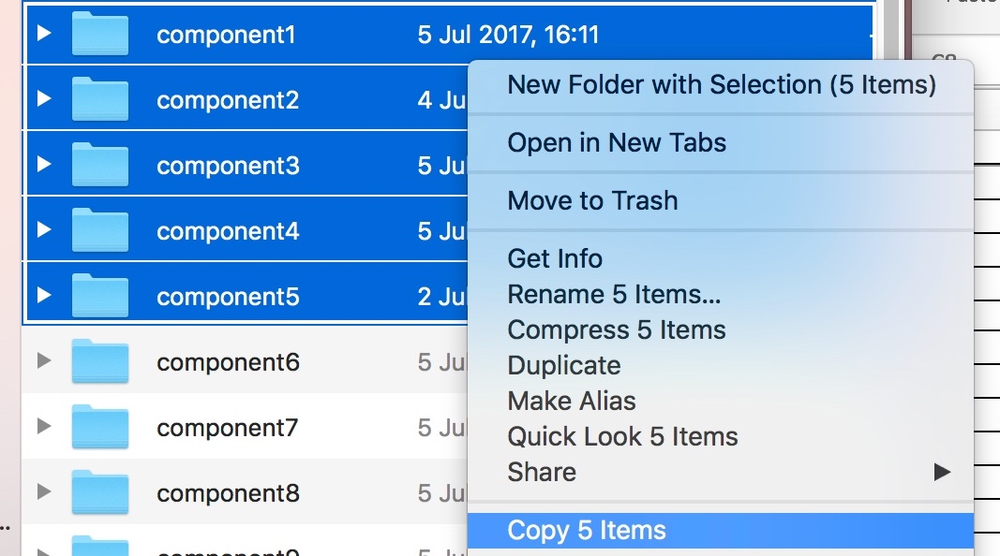 component1 5 Jul 2017, 16:11
New Folder with Selection (5 Items)
component2 4 Ju
Open in New Tabs
component3 5 Ju
Move to Trash
component4 5 Ju
Get Info
component5 2 Ju
Rename 5 Items...
Compress 5 Items
component6 5 Ju
Duplicate
Make Alias
component7 5 Ju
Quick Look 5 Items
Share
component8 5 Ju
Copy 5 Items